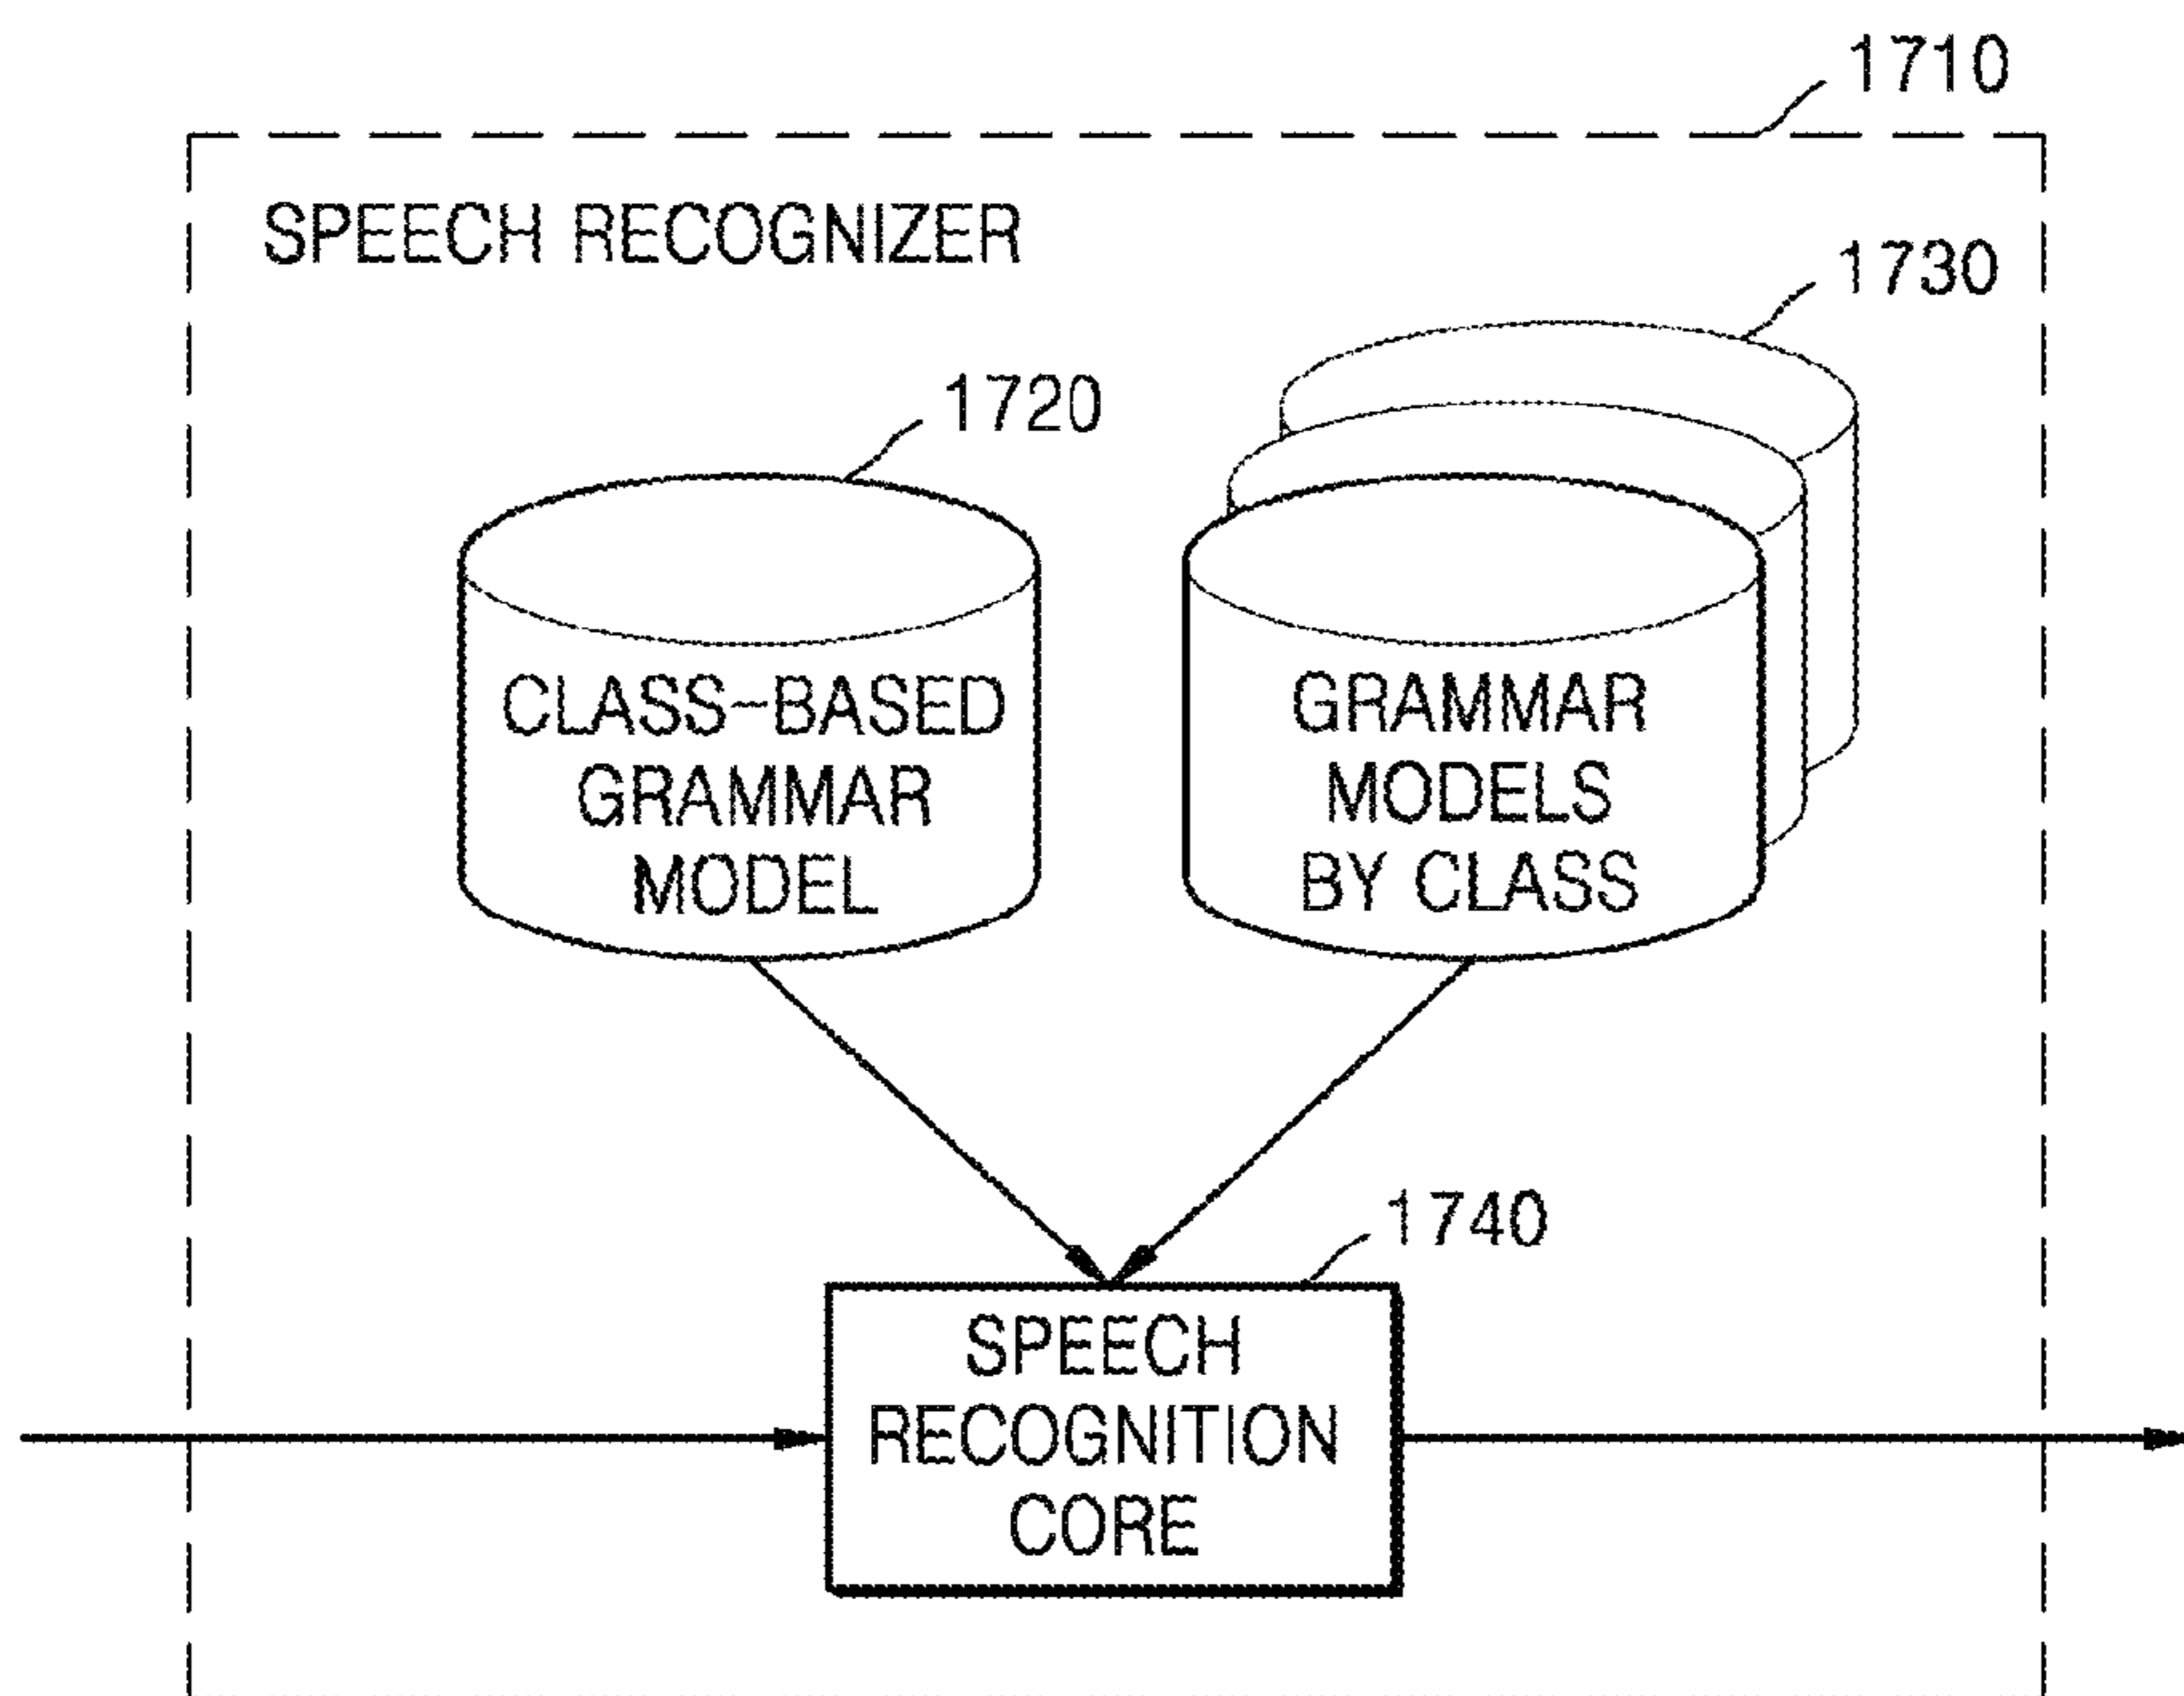 1710
SPEECH RECOGNIZER
1730
1720
CLASS-BASED
GRAMMAR
MODEL
GRAMMAR
MODELS
BY CLASS
1740
SPEECH
RECOGNITION
CORE